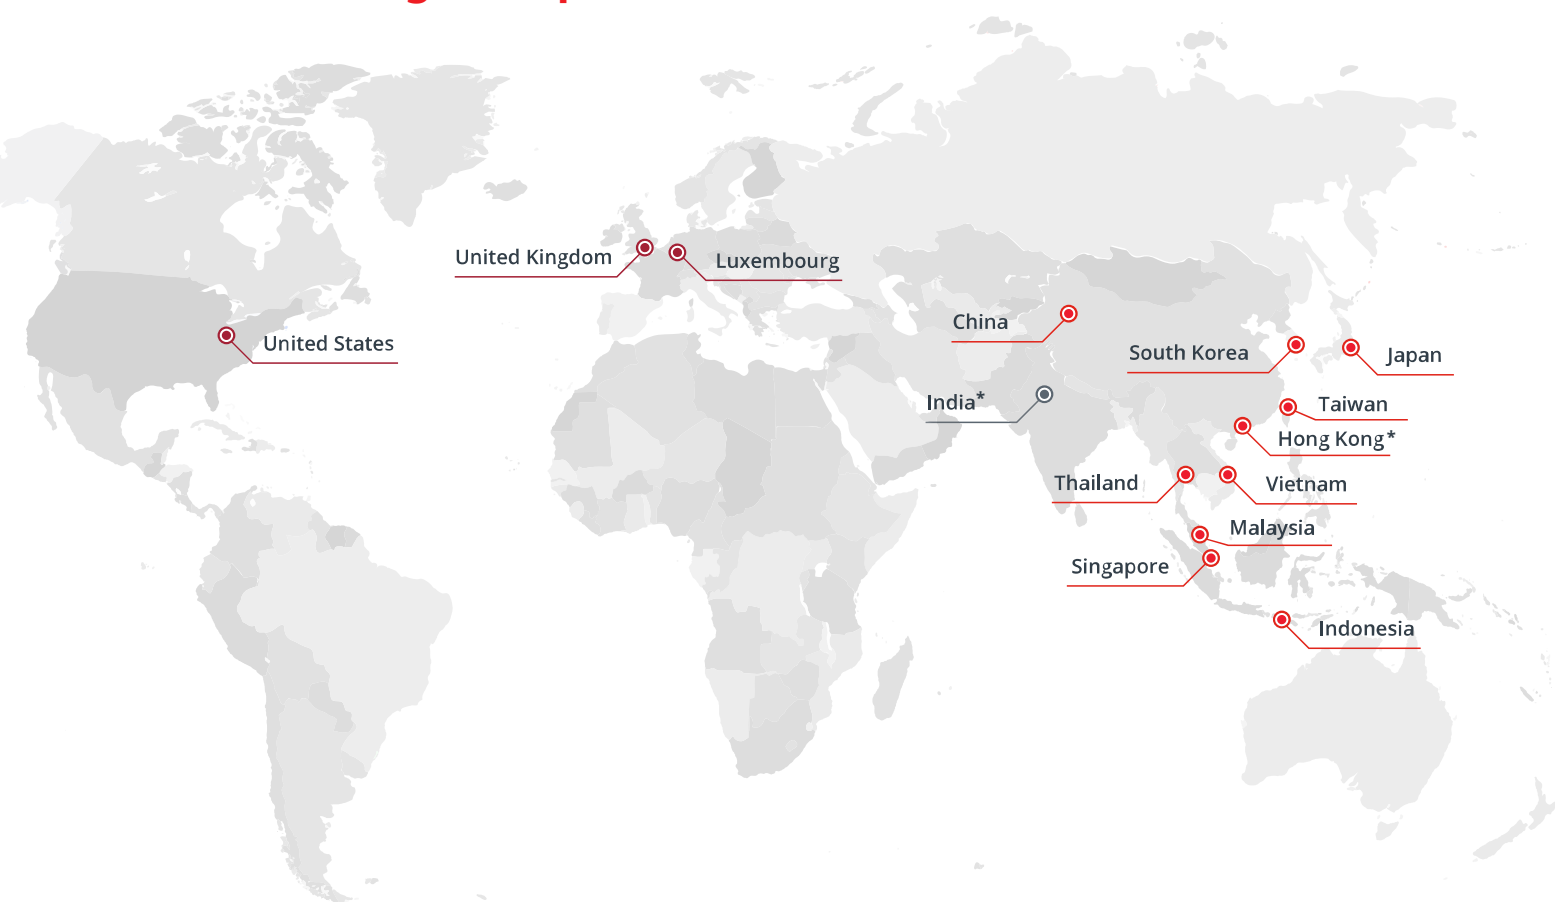 United Kingdom
Luxembourg
United States
China
South Korea
Japan
India*
Taiwan
Hong Kong*
Thailand
Vietnam
Malaysia
Singapore
Indonesia